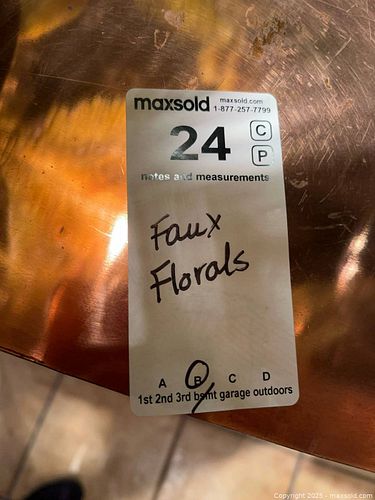 maxsold maxsold.com
1-877-257-7799
24 C
P
notes and measurements
Faux
Florals
A B C D
1st 2nd 3rd bsmt garage outdoors
Copyright 2025 - maxsold.com